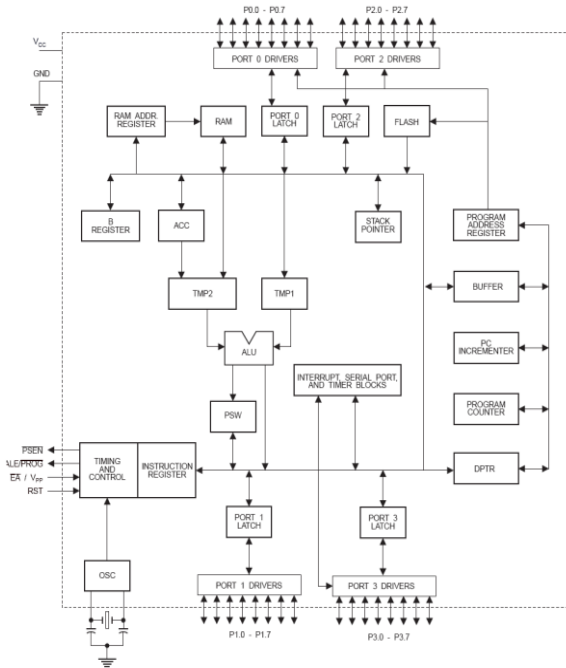 P0.0 - P0.7
P2.0 - P2.7
VCC
GND
PORT 0 DRIVERS
PORT 2 DRIVERS
RAM ADDR.
REGISTER
RAM
PORT 0
LATCH
PORT 2
LATCH
FLASH
B
REGISTER
ACC
STACK
POINTER
PROGRAM
ADDRESS
REGISTER
TMP2
TMP1
BUFFER
ALU
PC
INCREMENTER
INTERRUPT, SERIAL PORT,
AND TIMER BLOCKS
PSW
PROGRAM
COUNTER
PSEN
ALE/PROG
EA / VPP
RST
TIMING
AND
CONTROL
INSTRUCTION
REGISTER
DPTR
PORT 1
LATCH
PORT 3
LATCH
OSC
PORT 1 DRIVERS
PORT 3 DRIVERS
P1.0 - P1.7
P3.0 - P3.7